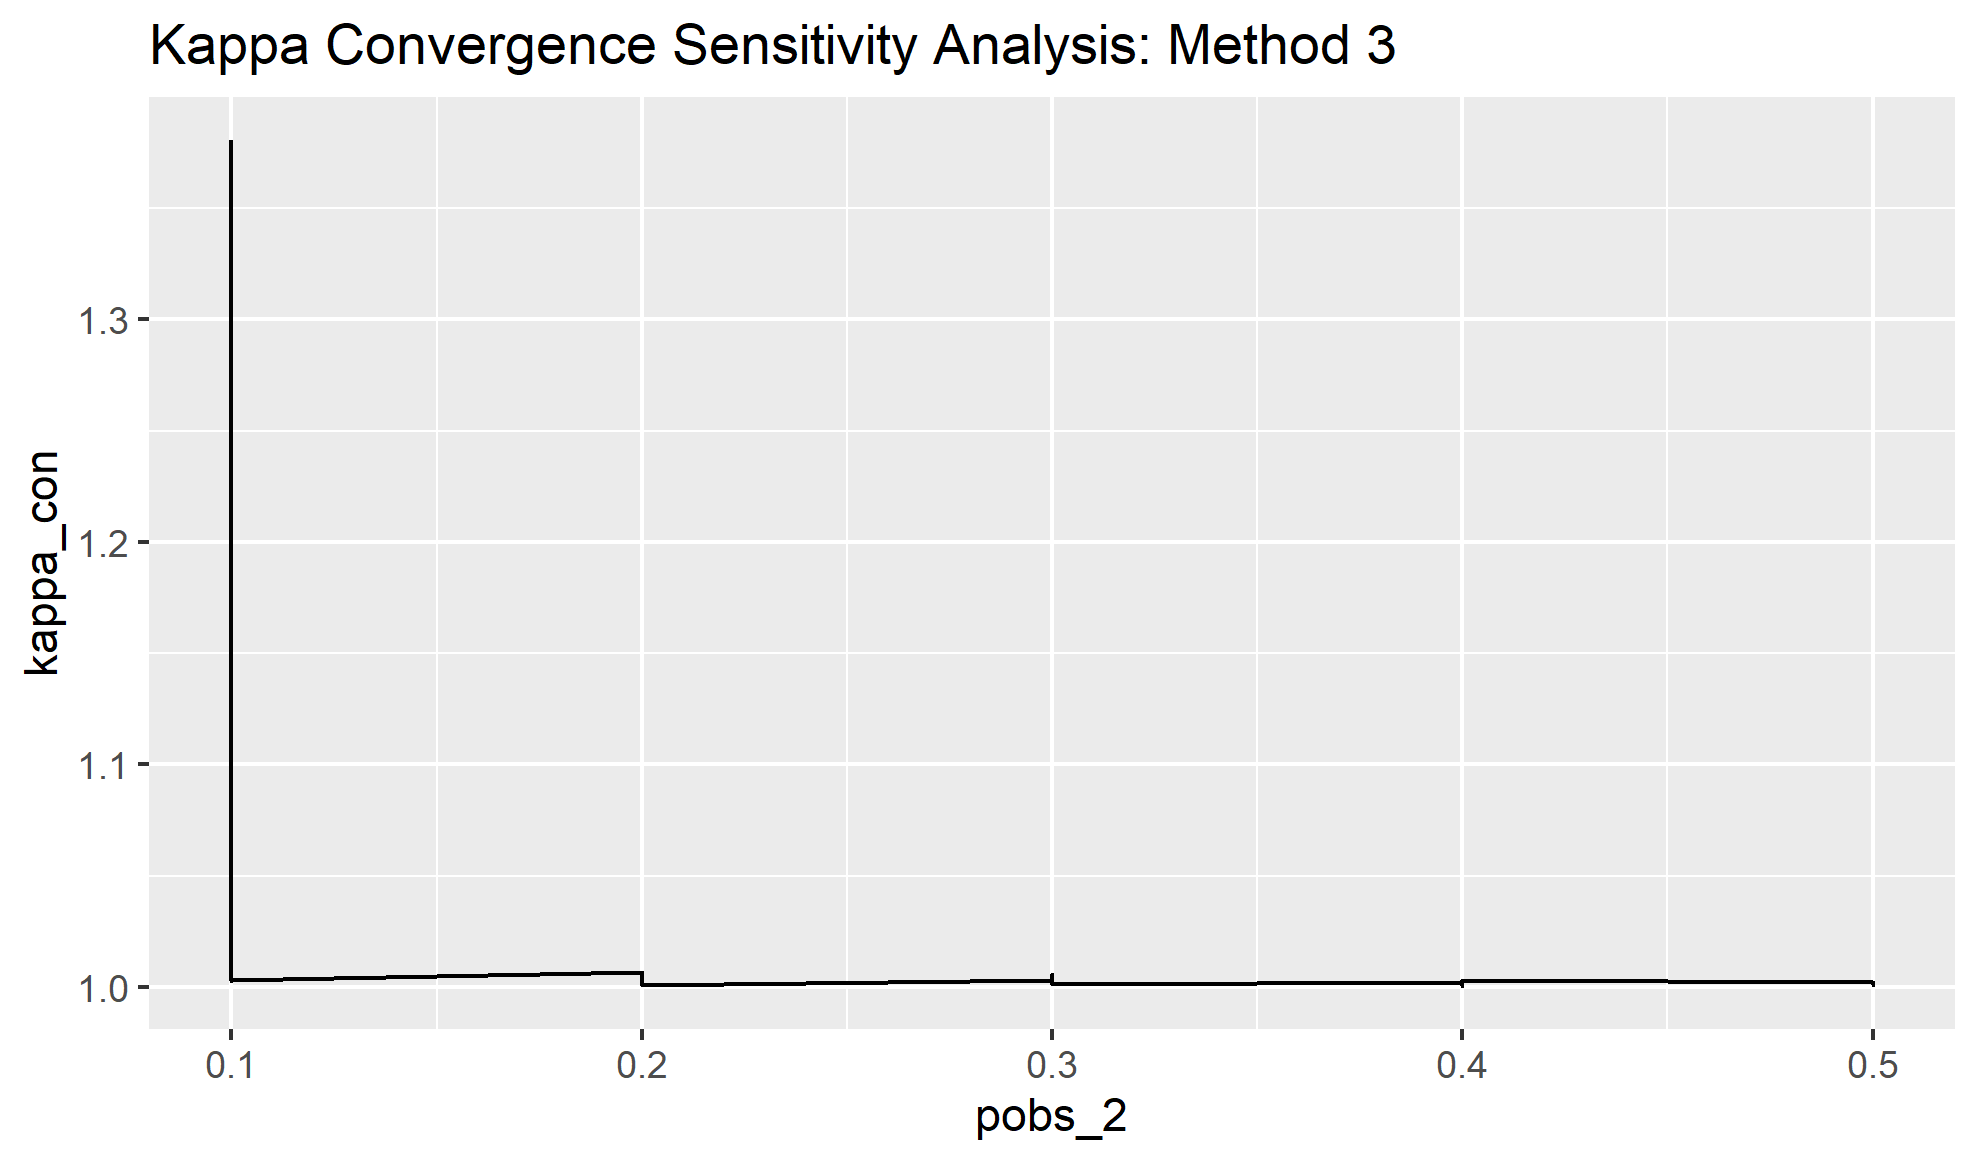 Kappa Convergence Sensitivity Analysis: Method 3
kappa_con
1.3
1.2
1.1
1.0
0.1 0.2 0.3 0.4 0.5
pobs_2